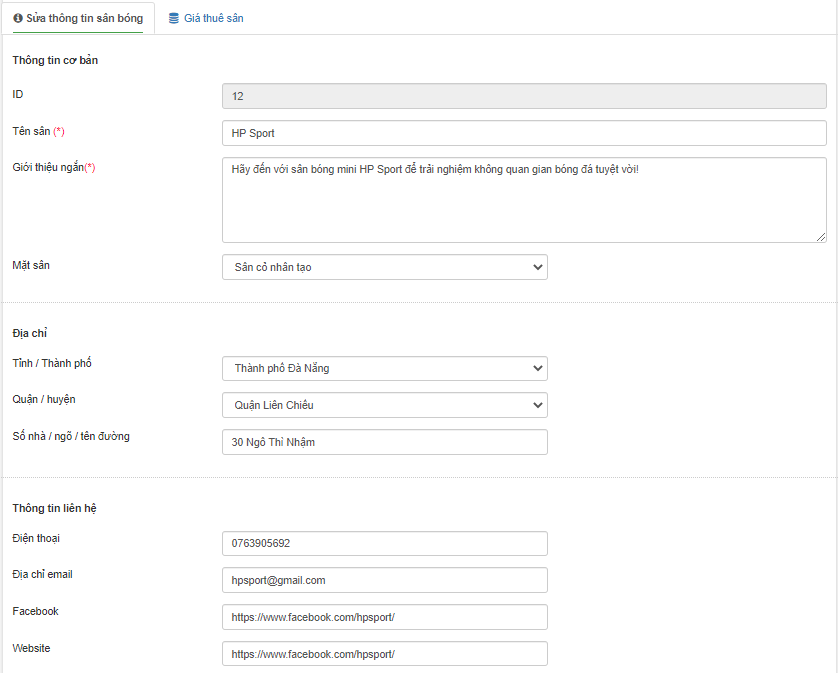 Sửa thông tin sân bóng Giá thuê sân
Thông tin cơ bản
ID 12
Tên sân (*) HP Sport
Giới thiệu ngắn(*) Hãy đến với sân bóng mini HP Sport để trải nghiệm không quan gian bóng đá tuyệt vời!
Mặt sân Sân cỏ nhân tạo
Địa chỉ
Tỉnh / Thành phố Thành phố Đà Nẵng
Quận / huyện Quận Liên Chiểu
Số nhà / ngõ / tên đường 30 Ngô Thì Nhậm
Thông tin liên hệ
Điện thoại 0763905692
Địa chỉ email hpsport@gmail.com
Facebook https://www.facebook.com/hpsport/
Website https://www.facebook.com/hpsport/